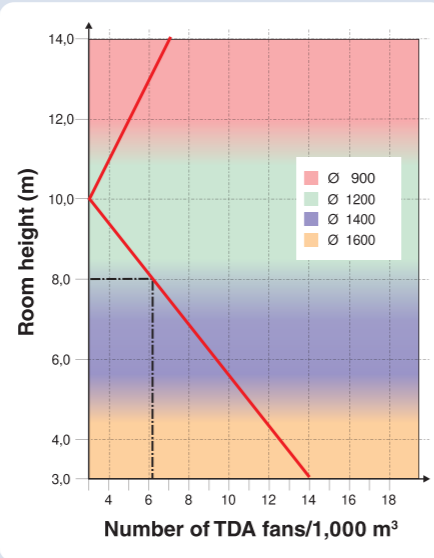 14,0
12,0
10,0
8,0
6,0
4,0
3,0
Room height (m)
Ø 900
Ø 1200
Ø 1400
Ø 1600
4 6 8 10 12 14 16 18
Number of TDA fans/1,000 m³